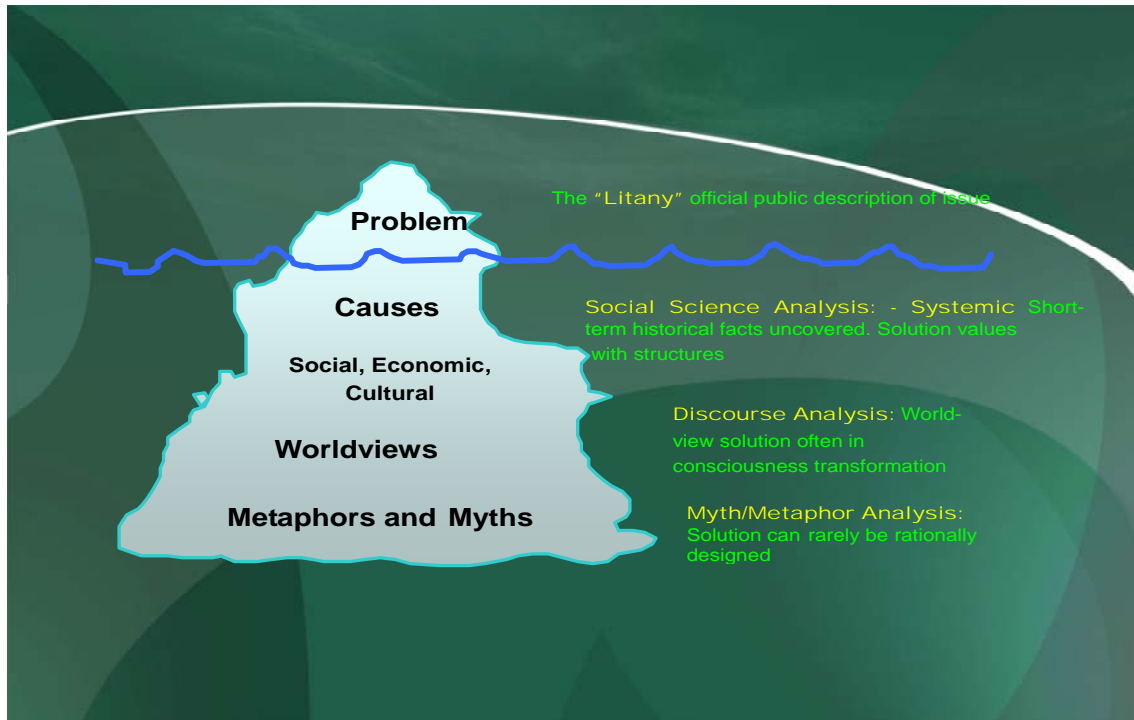 The "Litany" official public description of issue
Problem
Causes
Social Science Analysis: - Systemic Short-
term historical facts uncovered. Solution values
with structures
Social, Economic,
Cultural
Discourse Analysis: World-
view solution often in
consciousness transformation
Worldviews
Metaphors and Myths
Myth/Metaphor Analysis:
Solution can rarely be rationally
designed